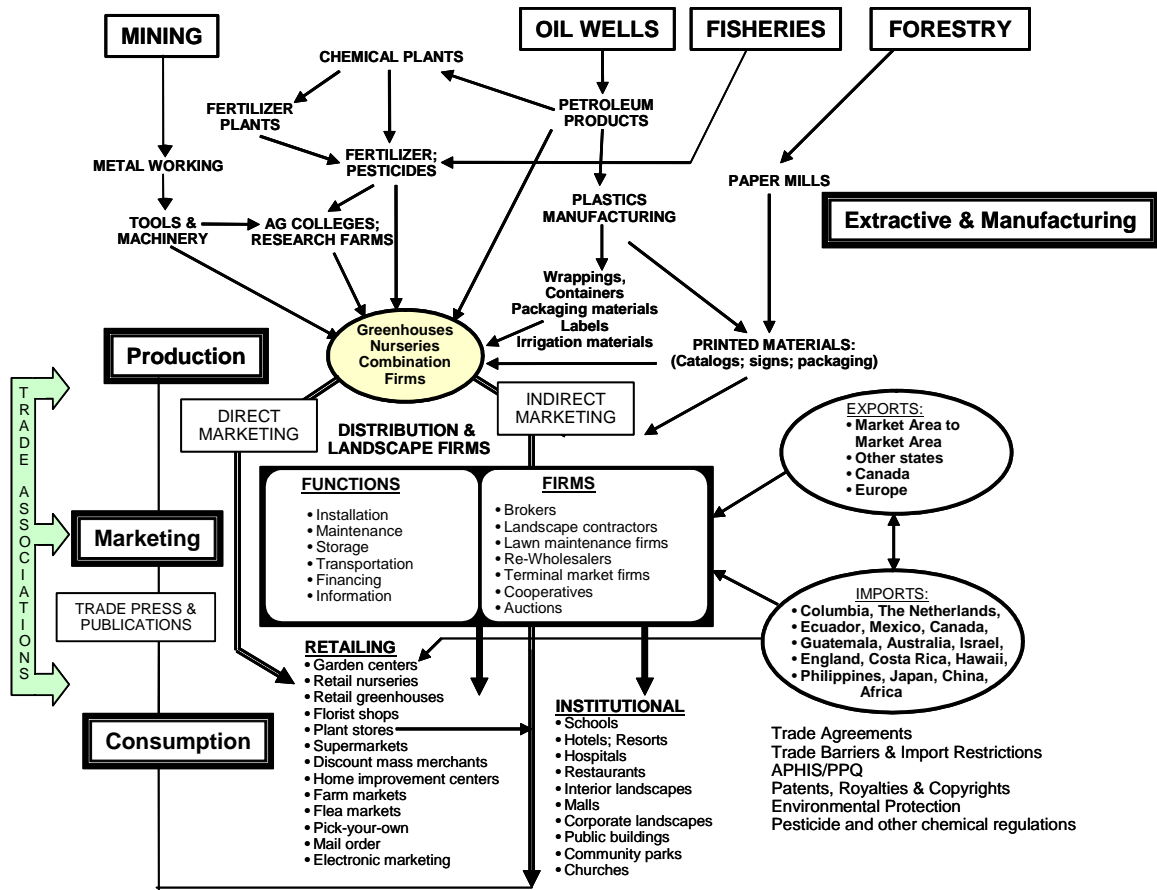 MINING
OIL WELLS
FISHERIES
FORESTRY
CHEMICAL PLANTS
FERTILIZER
PLANTS
PETROLEUM
PRODUCTS
METAL WORKING
FERTILIZER;
PESTICIDES
PAPER MILLS
PLASTICS
MANUFACTURING
TOOLS &
MACHINERY
AG COLLEGES;
RESEARCH FARMS
Extractive & Manufacturing
Wrappings,
Containers
Packaging materials
Labels
Irrigation materials
Greenhouses
Nurseries
Combination
Firms
PRINTED MATERIALS:
(Catalogs; signs; packaging)
Production
TRADE ASSOCIATIONS
DIRECT
MARKETING
INDIRECT
MARKETING
DISTRIBUTION &
LANDSCAPE FIRMS
EXPORTS:
• Market Area to
Market Area
• Other states
• Canada
• Europe
FUNCTIONS
• Installation
• Maintenance
• Storage
• Transportation
• Financing
• Information
FIRMS
• Brokers
• Landscape contractors
• Lawn maintenance firms
• Re-Wholesalers
• Terminal market firms
• Cooperatives
• Auctions
Marketing
TRADE PRESS &
PUBLICATIONS
IMPORTS:
• Columbia, The Netherlands,
• Ecuador, Mexico, Canada,
• Guatemala, Australia, Israel,
• England, Costa Rica, Hawaii,
• Philippines, Japan, China,
Africa
RETAILING
• Garden centers
• Retail nurseries
• Retail greenhouses
• Florist shops
• Plant stores
• Supermarkets
• Discount mass merchants
• Home improvement centers
• Farm markets
• Flea markets
• Pick-your-own
• Mail order
• Electronic marketing
INSTITUTIONAL
• Schools
• Hotels; Resorts
• Hospitals
• Restaurants
• Interior landscapes
• Malls
• Corporate landscapes
• Public buildings
• Community parks
• Churches
Consumption
Trade Agreements
Trade Barriers & Import Restrictions
APHIS/PPQ
Patents, Royalties & Copyrights
Environmental Protection
Pesticide and other chemical regulations